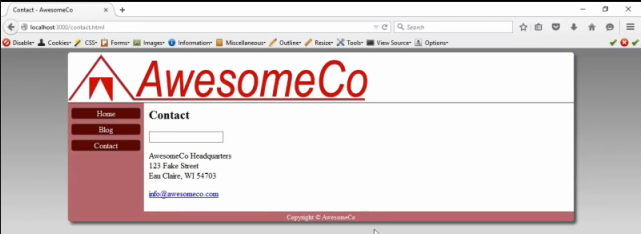 Contact - AwesomeCo
localhost:3000/contact.html
Search
Disable Cookies CSS Forms Images Information Miscellaneous Outline Resize Tools View Source Options
AwesomeCo
Home
Blog
Contact
Contact
AwesomeCo Headquarters
123 Fake Street
Eau Claire, WI 54703
info@awesomeco.com
Copyright © AwesomeCo